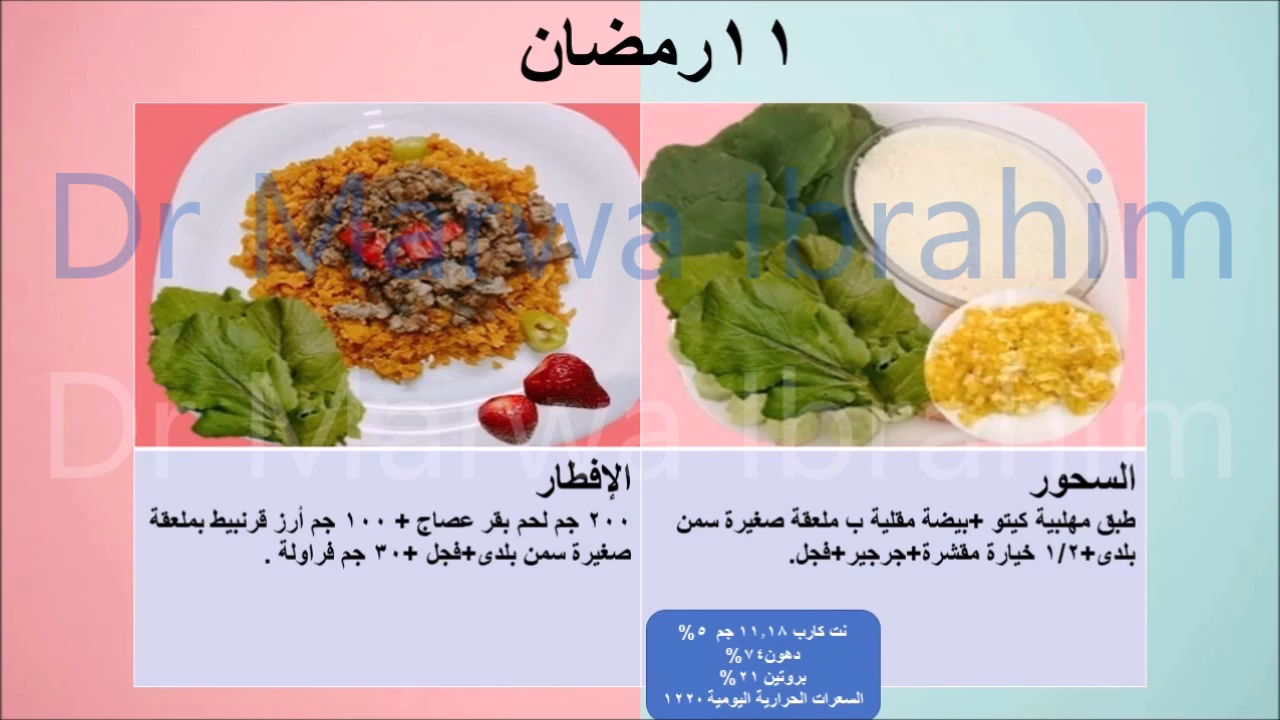 ١١رمضان
Dr Marwa Ibrahim
Dr Marwa Ibrahim
السحور
طبق مهلبية كيتو +بيضة مقلية ب ملعقة صغيرة سمن
بلدى+١/٢ خيارة مقشرة+جرجير+فجل.
الإفطار
٢٠٠ جم لحم بقر عصاج + ١٠٠ جم أرز قرنبيط بملعقة
صغيرة سمن بلدى+فجل +٣٠ جم فراولة .
نت كارب ١١,١٨ جم ٥%
دهون٧٤%
بروتين ٢١%
السعرات الحرارية اليومية ١٢٢٠